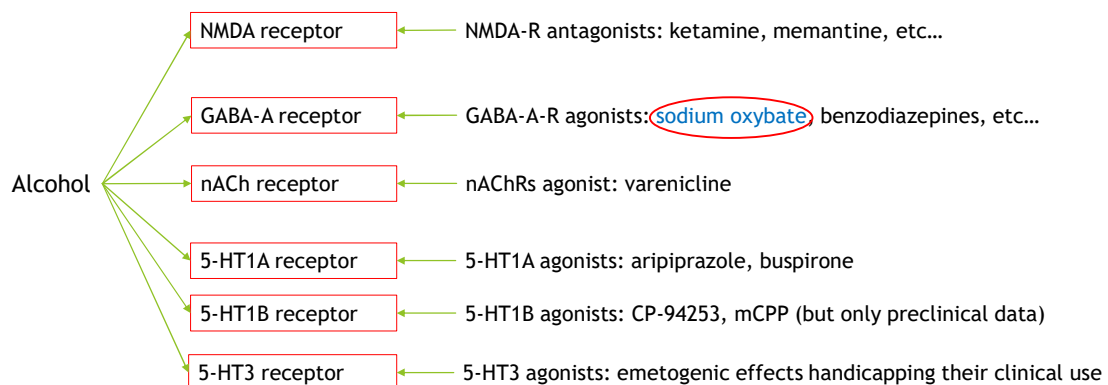 NMDA receptor NMDA-R antagonists: ketamine, memantine, etc…
GABA-A receptor GABA-A-R agonists: sodium oxybate, benzodiazepines, etc…
Alcohol nACh receptor nAChRs agonist: varenicline
5-HT1A receptor 5-HT1A agonists: aripiprazole, buspirone
5-HT1B receptor 5-HT1B agonists: CP-94253, mCPP (but only preclinical data)
5-HT3 receptor 5-HT3 agonists: emetogenic effects handicapping their clinical use